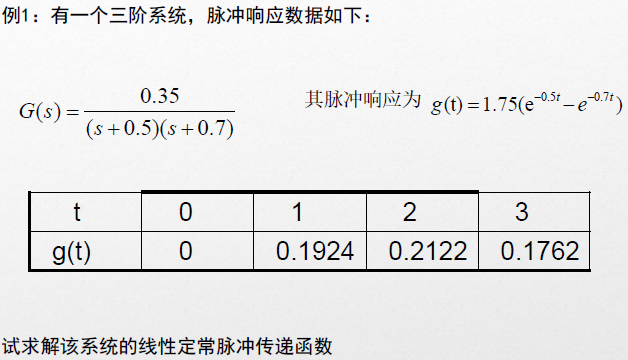 例1：有一个三阶系统，脉冲响应数据如下：
G(s) = 0.35 / (s+0.5)(s+0.7) 其脉冲响应为 g(t)=1.75(e^{-0.5t} - e^{-0.7t})
t 0 1 2 3
g(t) 0 0.1924 0.2122 0.1762
试求解该系统的线性定常脉冲传递函数